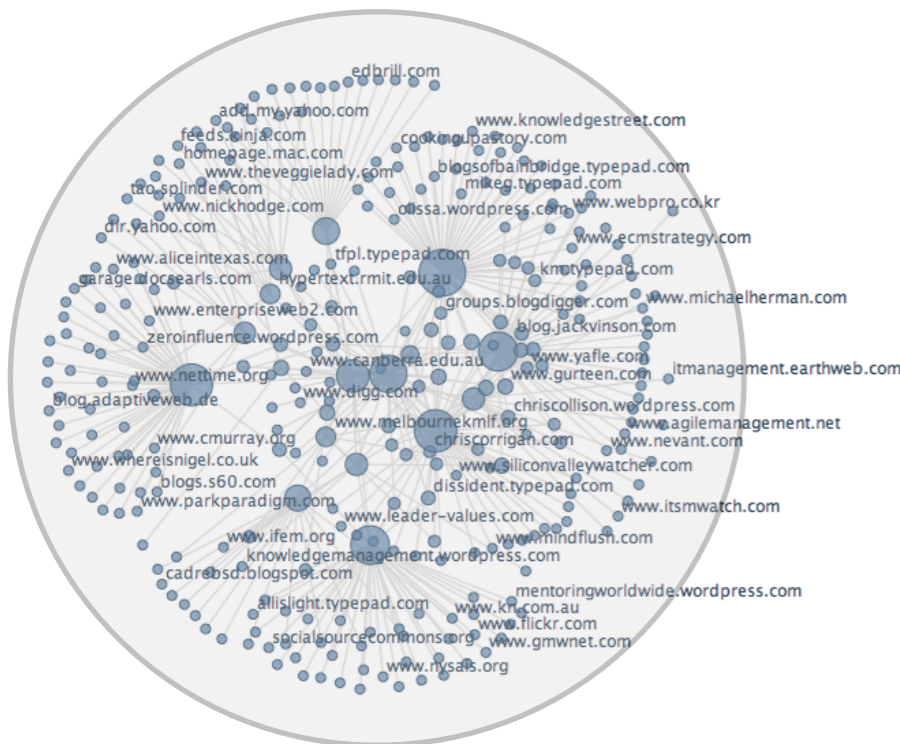 edbrill.com
add.my.yahoo.com
www.knowledgestreet.com
feeds.kinja.com
cookingupastory.com
homepage.mac.com
blogsofbainbridge.typepad.com
www.theveggielady.com
mikeg.typepad.com
tao.splinder.com
www.webpro.co.kr
www.nickhodge.com
olissa.wordpress.com
dir.yahoo.com
www.ecmstrategy.com
tfpl.typepad.com
www.aliceintexas.com
km.typepad.com
garage.docsearls.com
hypertext.rmit.edu.au
www.michaelherman.com
groups.blogdigger.com
www.enterpriseweb2.com
blog.jackvinson.com
zeroinfluence.wordpress.com
www.yafle.com
www.canberra.edu.au
itmanagement.earthweb.com
www.nettime.org
www.gurteen.com
www.digg.com
blog.adaptiveweb.de
chriscollison.wordpress.com
www.melbournekmlf.org
www.agilemanagement.net
www.cmurray.org
chriscorrigan.com
www.nevant.com
www.whereisnigel.co.uk
www.siliconvalleywatcher.com
blogs.s60.com
dissident.typepad.com
www.parkparadigm.com
www.itsmwatch.com
www.leader-values.com
www.ifem.org
www.mindflush.com
knowledgemanagement.wordpress.com
cadrebsd.blogspot.com
mentoringworldwide.wordpress.com
allislight.typepad.com
www.kn.com.au
www.flickr.com
socialsourcecommons.org
www.gmwnet.com
www.nysais.org